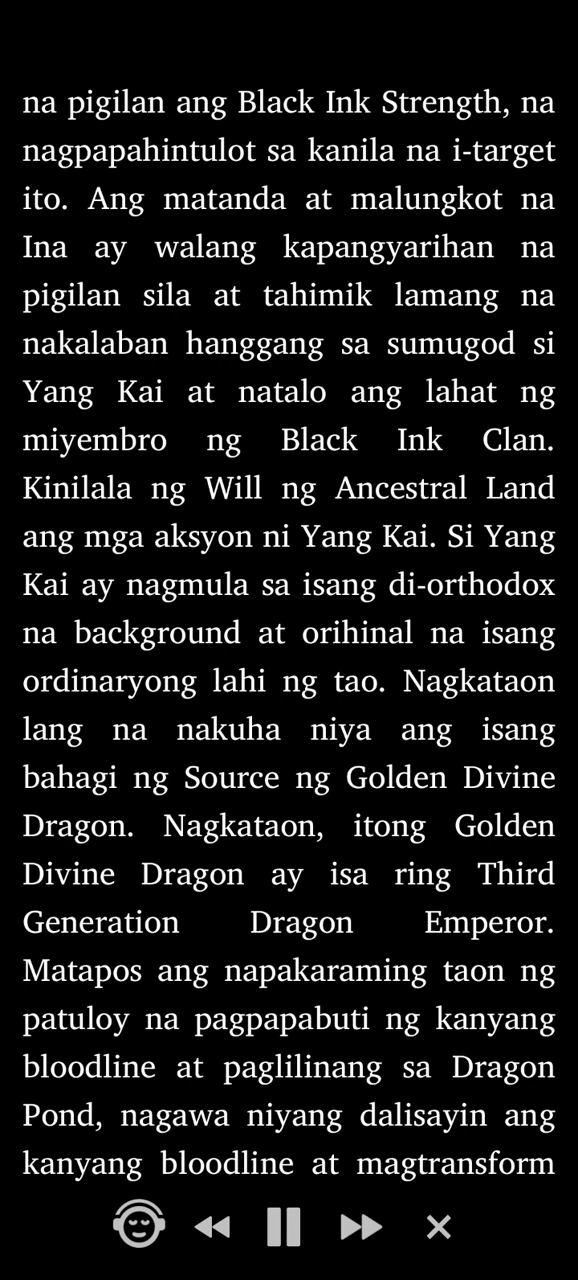 na pigilan ang Black Ink Strength, na
nagpapahintulot sa kanila na i-target
ito. Ang matanda at malungkot na
Ina ay walang kapangyarihan na
pigilan sila at tahimik lamang na
nakalaban hanggang sa sumugod si
Yang Kai at natalo ang lahat ng
miyembro ng Black Ink Clan.
Kinilala ng Will ng Ancestral Land
ang mga aksyon ni Yang Kai. Si Yang
Kai ay nagmula sa isang di-orthodox
na background at orihinal na isang
ordinaryong lahi ng tao. Nagkataon
lang na nakuha niya ang isang
bahagi ng Source ng Golden Divine
Dragon. Nagkataon, itong Golden
Divine Dragon ay isa ring Third
Generation Dragon Emperor.
Matapos ang napakaraming taon ng
patuloy na pagpapabuti ng kanyang
bloodline at paglilinang sa Dragon
Pond, nagawa niyang dalisayin ang
kanyang bloodline at magtransform